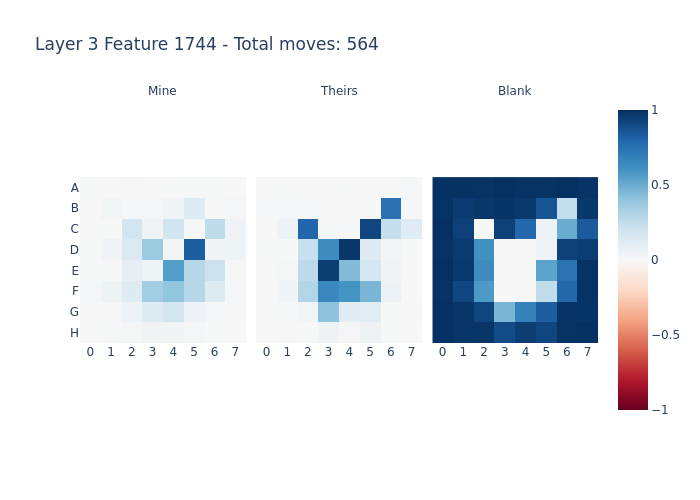 Layer 3 Feature 1744 - Total moves: 564
Mine Theirs Blank
A
B
C
D
E
F
G
H
0 1 2 3 4 5 6 7 0 1 2 3 4 5 6 7 0 1 2 3 4 5 6 7
1
0.5
0
−0.5
−1